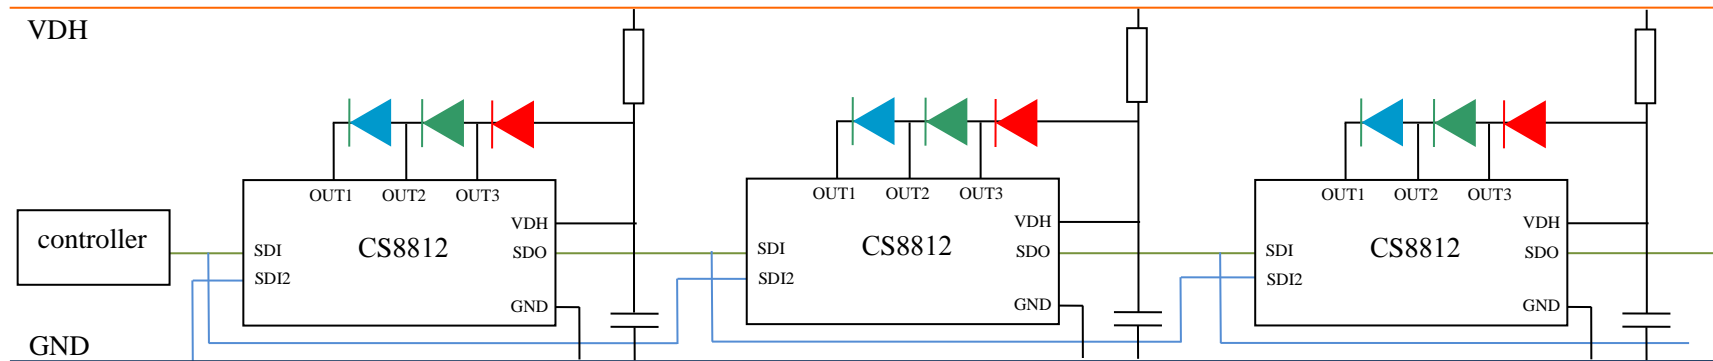 VDH
OUT1 OUT2 OUT3
VDH
controller
SDI
CS8812
SDO
SDI2
GND
OUT1 OUT2 OUT3
VDH
SDI
CS8812
SDO
SDI2
GND
OUT1 OUT2 OUT3
VDH
SDI
CS8812
SDO
SDI2
GND
GND